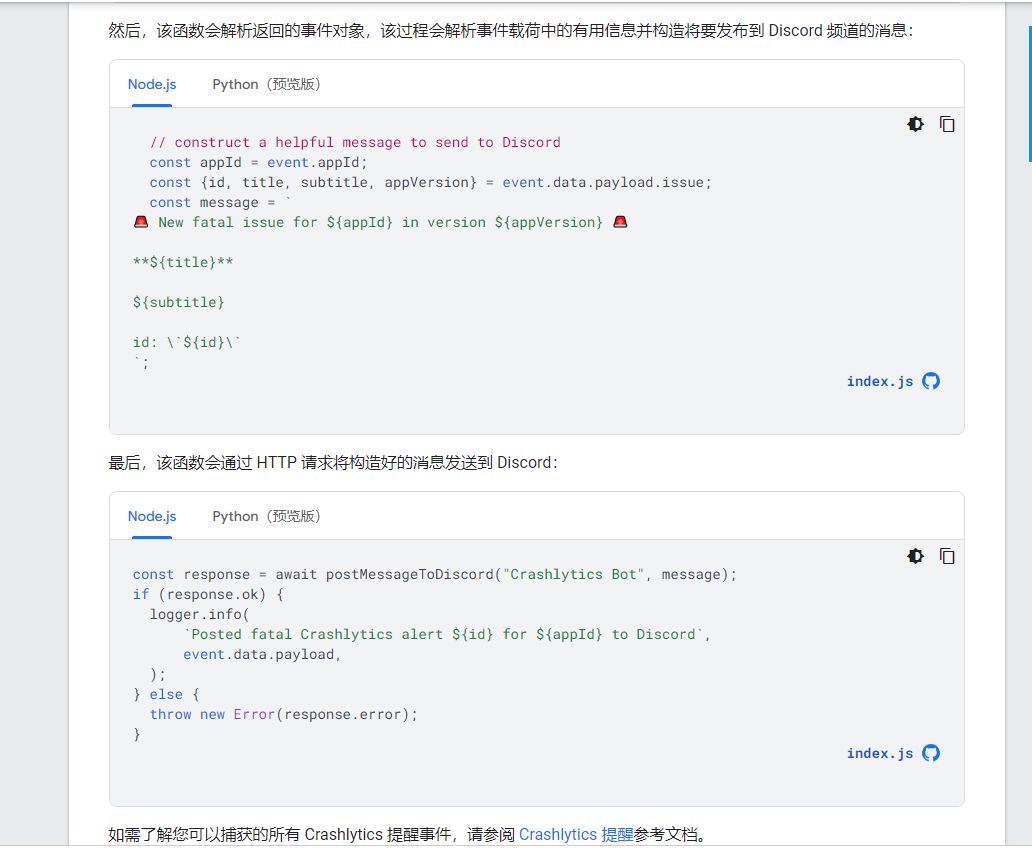 然后，该函数会解析返回的事件对象，该过程会解析事件载荷中的有用信息并构造将要发布到 Discord 频道的消息：
Node.js Python（预览版）
// construct a helpful message to send to Discord
const appId = event.appId;
const {id, title, subtitle, appVersion} = event.data.payload.issue;
const message = `
🚨 New fatal issue for ${appId} in version ${appVersion} 🚨
**${title}**
${subtitle}
id: \`${id}\`
`;
index.js
最后，该函数会通过 HTTP 请求将构造好的消息发送到 Discord：
Node.js Python（预览版）
const response = await postMessageToDiscord("Crashlytics Bot", message);
if (response.ok) {
logger.info(
`Posted fatal Crashlytics alert ${id} for ${appId} to Discord`,
event.data.payload,
);
} else {
throw new Error(response.error);
}
index.js
如需了解您可以捕获的所有 Crashlytics 提醒事件，请参阅 Crashlytics 提醒参考文档。